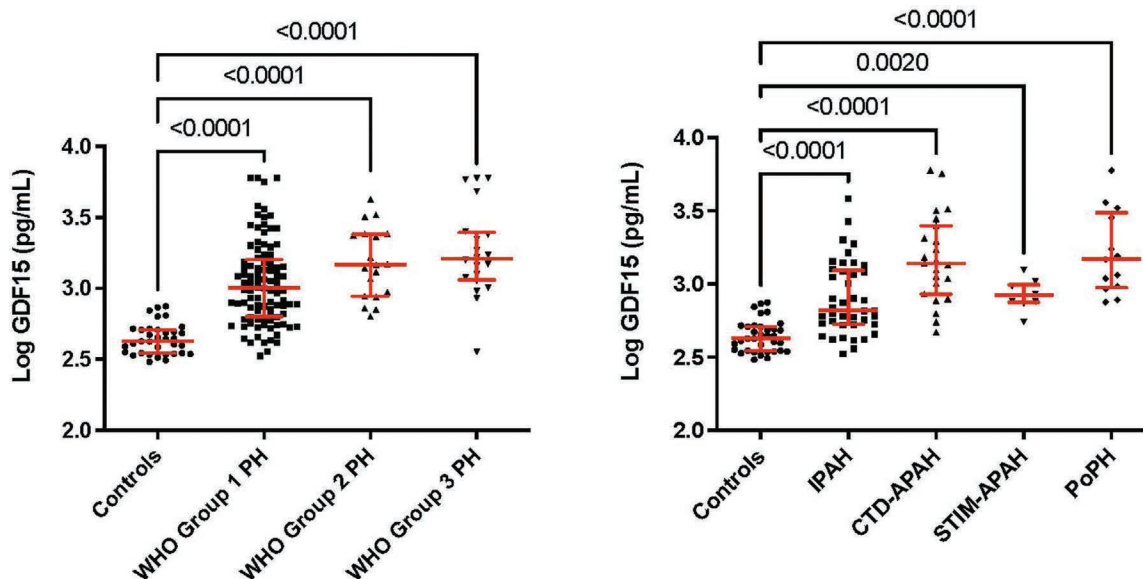 <0.0001
<0.0001
<0.0001
Log GDF15 (pg/mL)
4.0
3.5
3.0
2.5
2.0
Controls
WHO Group 1 PH
WHO Group 2 PH
WHO Group 3 PH
<0.0001
0.0020
<0.0001
<0.0001
Log GDF15 (pg/mL)
4.0
3.5
3.0
2.5
2.0
Controls
IPAH
CTD-APAH
STIM-APAH
PoPH